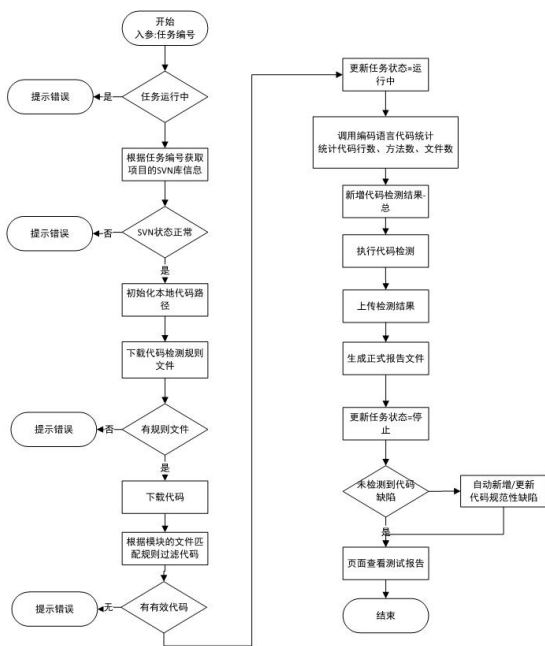 开始
入参:任务编号
任务运行中
是
提示错误
根据任务编号获取
项目的SVN库信息
SVN状态正常
否
提示错误
是
初始化本地代码路
径
下载代码检测规则
文件
有规则文件
否
提示错误
是
下载代码
根据模块的文件匹
配规则过滤代码
有有效代码
无
提示错误
更新任务状态=运
行中
调用编码语言代码统计
统计代码行数、方法数、文件数
新增代码检测结果-
总
执行代码检测
上传检测结果
生成正式报告文件
更新任务状态=停
止
未检测到代码
缺陷
自动新增/更新
代码规范性缺陷
是
页面查看测试报告
结束